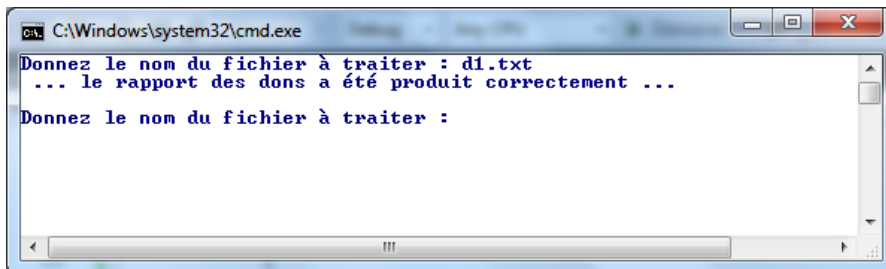 C:\Windows\system32\cmd.exe
Donnez le nom du fichier à traiter : d1.txt
... le rapport des dons a été produit correctement ...
Donnez le nom du fichier à traiter :